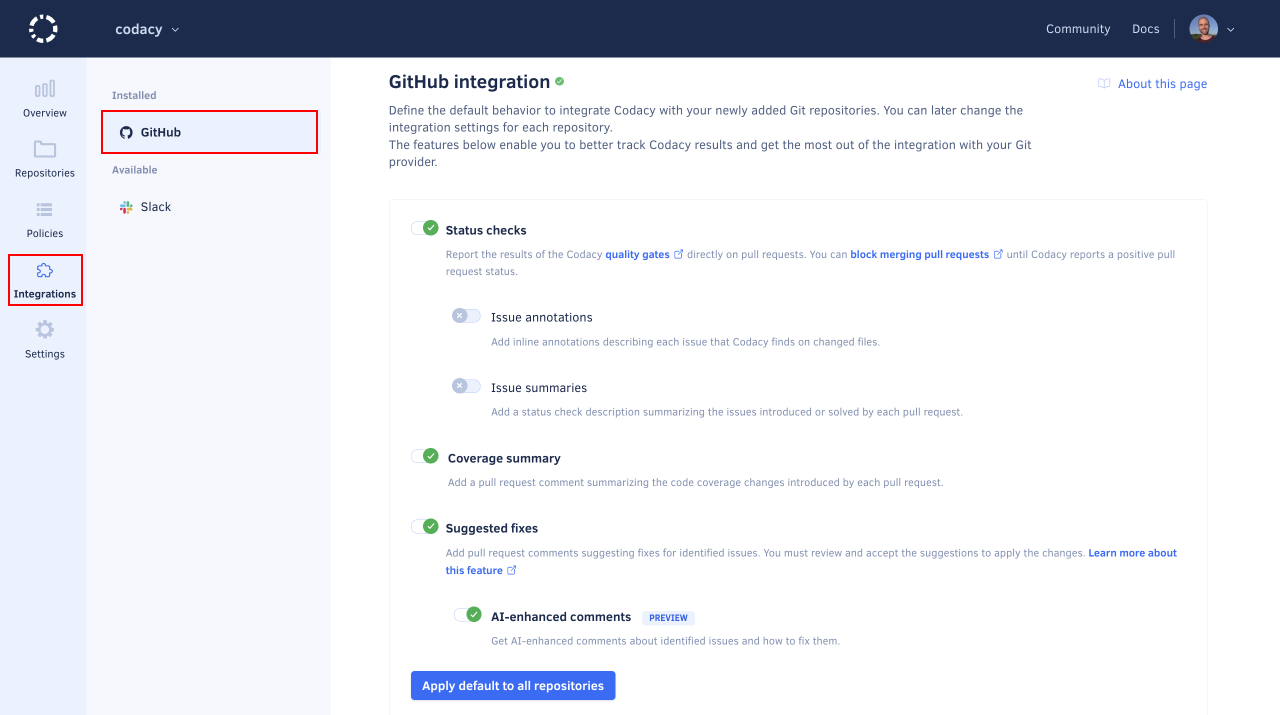 codacy
Community
Docs
Overview
Repositories
Policies
Integrations
Settings
Installed
GitHub
Available
Slack
GitHub integration
About this page
Define the default behavior to integrate Codacy with your newly added Git repositories. You can later change the
integration settings for each repository.
The features below enable you to better track Codacy results and get the most out of the integration with your Git
provider.
Status checks
Report the results of the Codacy quality gates directly on pull requests. You can block merging pull requests until Codacy reports a positive pull
request status.
Issue annotations
Add inline annotations describing each issue that Codacy finds on changed files.
Issue summaries
Add a status check description summarizing the issues introduced or solved by each pull request.
Coverage summary
Add a pull request comment summarizing the code coverage changes introduced by each pull request.
Suggested fixes
Add pull request comments suggesting fixes for identified issues. You must review and accept the suggestions to apply the changes. Learn more about
this feature
AI-enhanced comments PREVIEW
Get AI-enhanced comments about identified issues and how to fix them.
Apply default to all repositories